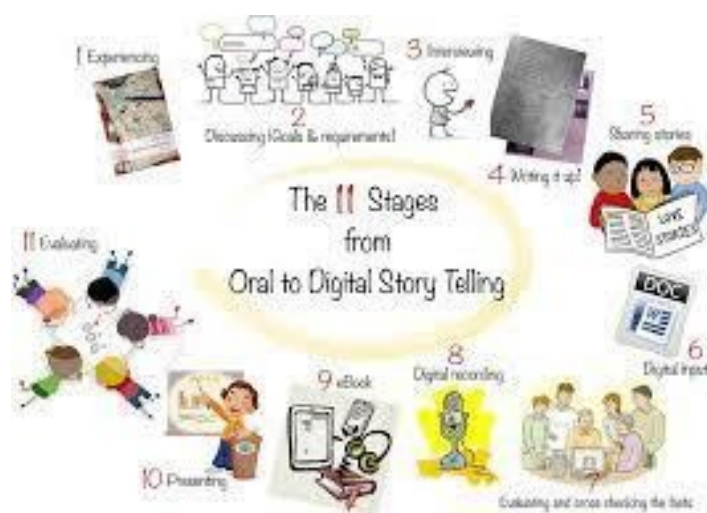 The 11 Stages
from
Oral to Digital Story Telling
1 Experiencing
2
Discussing (Goals & requirements)
3 Interviewing
4 Writing it up!
5
Sharing stories
LOVE
STORIES
DOC
W
6
Digital input
7
Evaluating and cross checking the facts
8
Digital recording
9 eBook
10 Presenting
11 Evaluating